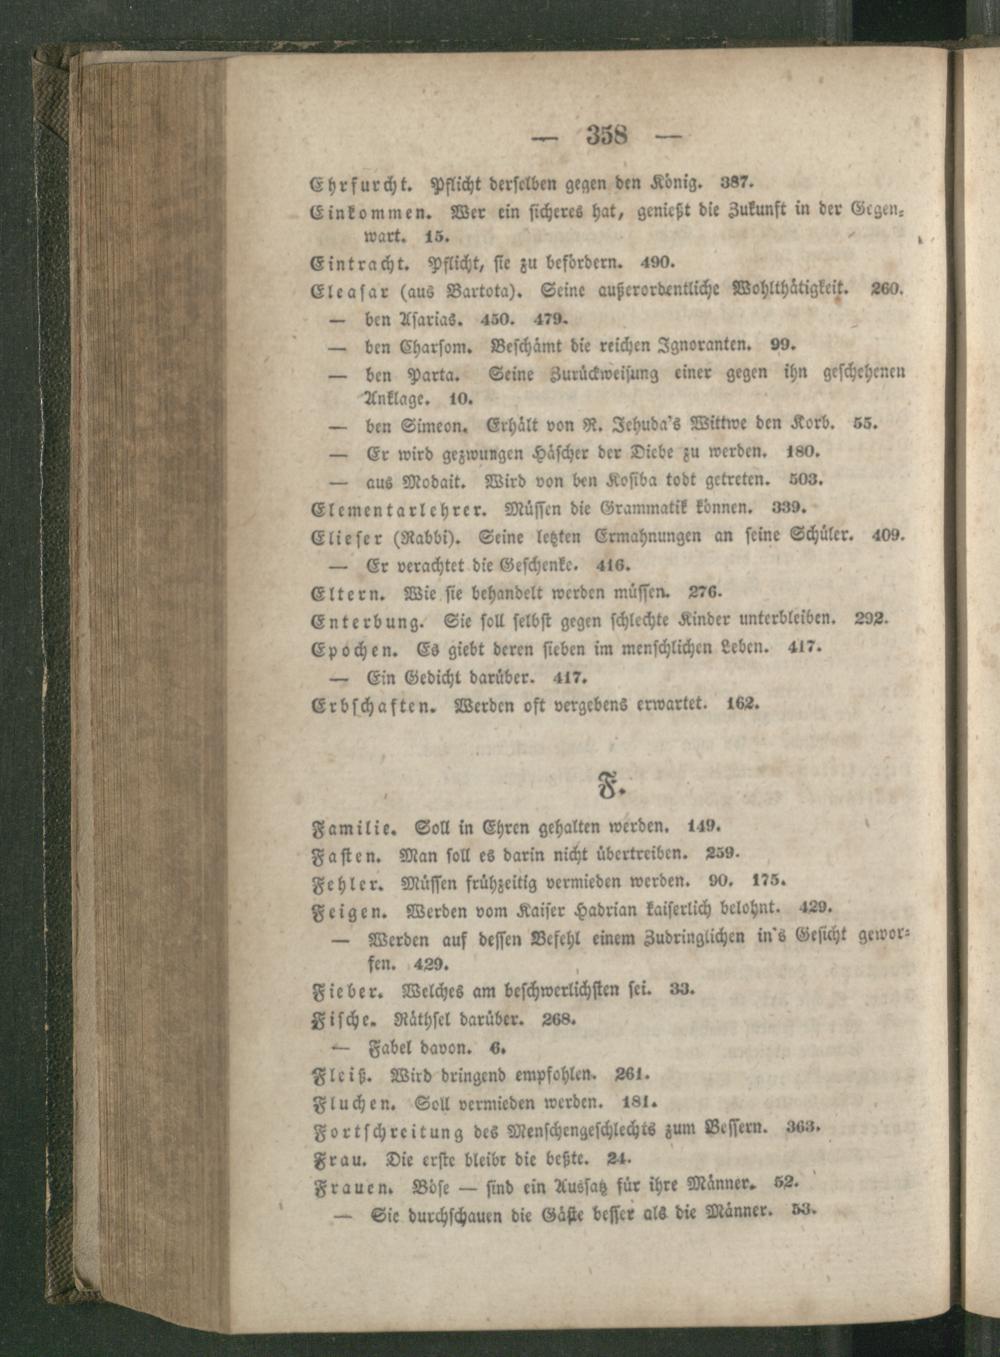 — 358 —
Ehrfurcht. Pflicht derselben gegen den König. 387.
Einkommen. Wer ein sicheres hat, genießt die Zukunft in der Gegen-
wart. 15.
Eintracht. Pflicht, sie zu befördern. 490.
Eleasar (aus Bartota). Seine außerordentliche Wohlthätigkeit. 260.
— ben Asarias. 450. 479.
— ben Charsom. Beschämt die reichen Ignoranten. 99.
— ben Parta. Seine Zurückweisung einer gegen ihn geschehenen
Anklage. 10.
— ben Simeon. Erhält von R. Jehuda's Wittwe den Korb. 55.
— Er wird gezwungen Häscher der Diebe zu werden. 180.
— aus Modait. Wird von ben Kosiba todt getreten. 503.
Elementarlehrer. Müssen die Grammatik können. 339.
Elieser (Rabbi). Seine letzten Ermahnungen an seine Schüler. 409.
— Er verachtet die Geschenke. 416.
Eltern. Wie sie behandelt werden müssen. 276.
Enterbung. Sie soll selbst gegen schlechte Kinder unterbleiben. 292.
Epochen. Es giebt deren sieben im menschlichen Leben. 417.
— Ein Gedicht darüber. 417.
Erbschaften. Werden oft vergebens erwartet. 162.
F.
Familie. Soll in Ehren gehalten werden. 149.
Fasten. Man soll es darin nicht übertreiben. 259.
Fehler. Müssen frühzeitig vermieden werden. 90. 175.
Feigen. Werden vom Kaiser Hadrian kaiserlich belohnt. 429.
— Werden auf dessen Befehl einem Zudringlichen in's Gesicht gewor-
fen. 429.
Fieber. Welches am beschwerlichsten sei. 33.
Fische. Räthsel darüber. 268.
— Fabel davon. 6.
Fleiß. Wird dringend empfohlen. 261.
Fluchen. Soll vermieden werden. 181.
Fortschreitung des Menschengeschlechts zum Bessern. 363.
Frau. Die erste bleibt die beßte. 24.
Frauen. Böse — sind ein Aussatz für ihre Männer. 52.
— Sie durchschauen die Gäste besser als die Männer. 53.